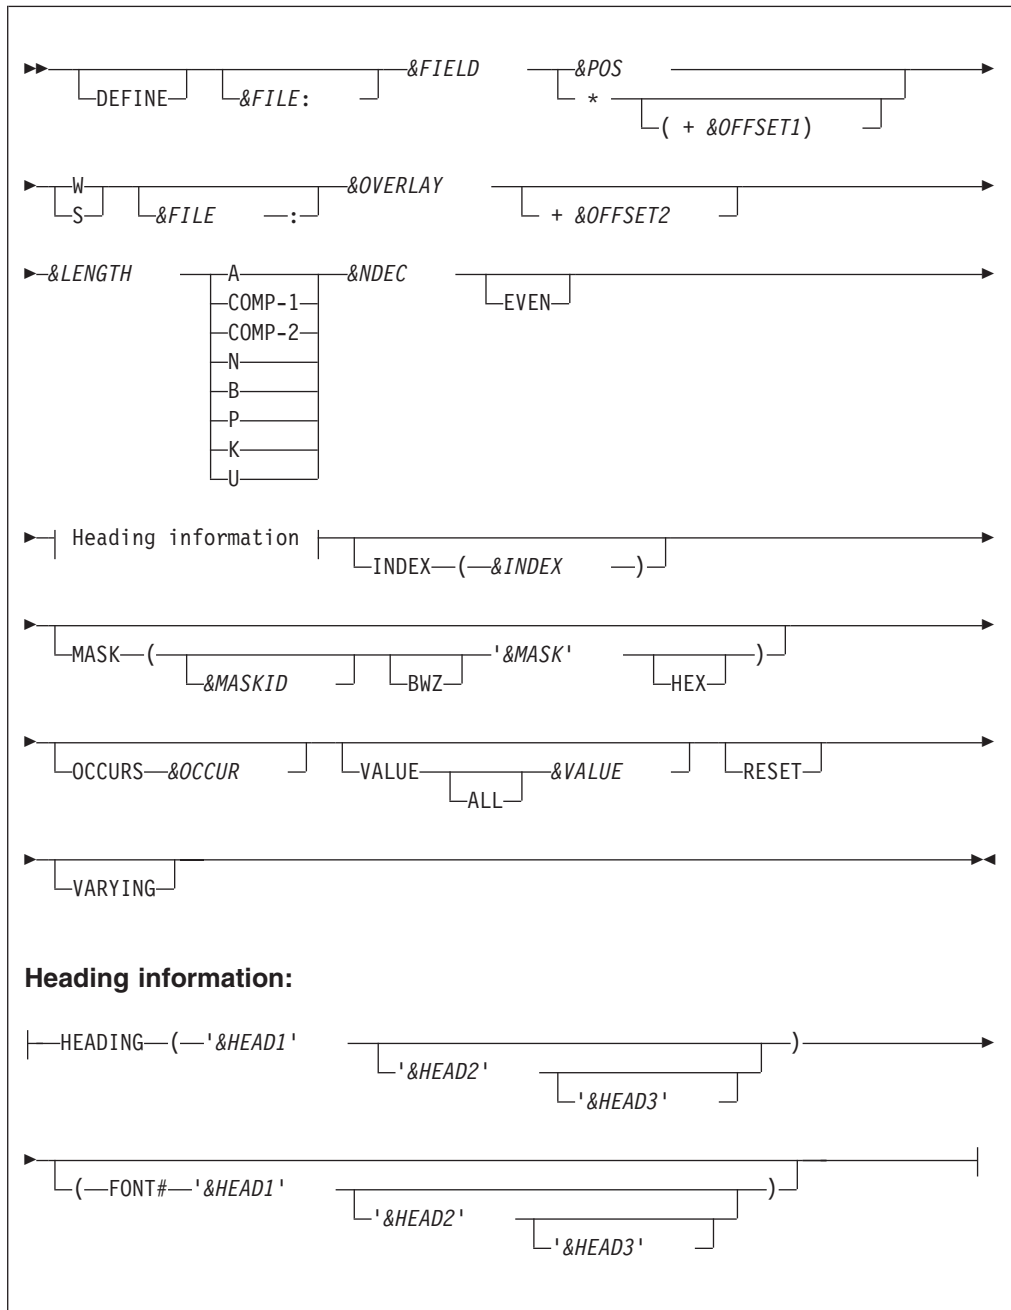 &FIELD &POS
DEFINE &FILE: *
( + &OFFSET1)
W &OVERLAY
S &FILE : + &OFFSET2
&LENGTH A &NDEC
COMP-1 EVEN
COMP-2
N
B
P
K
U
Heading information
INDEX ( &INDEX )
MASK ( '&MASK' )
&MASKID BWZ HEX
OCCURS &OCCUR VALUE &VALUE RESET
ALL
VARYING
Heading information:
HEADING ( '&HEAD1' )
'&HEAD2'
'&HEAD3'
( FONT# '&HEAD1' )
'&HEAD2'
'&HEAD3'